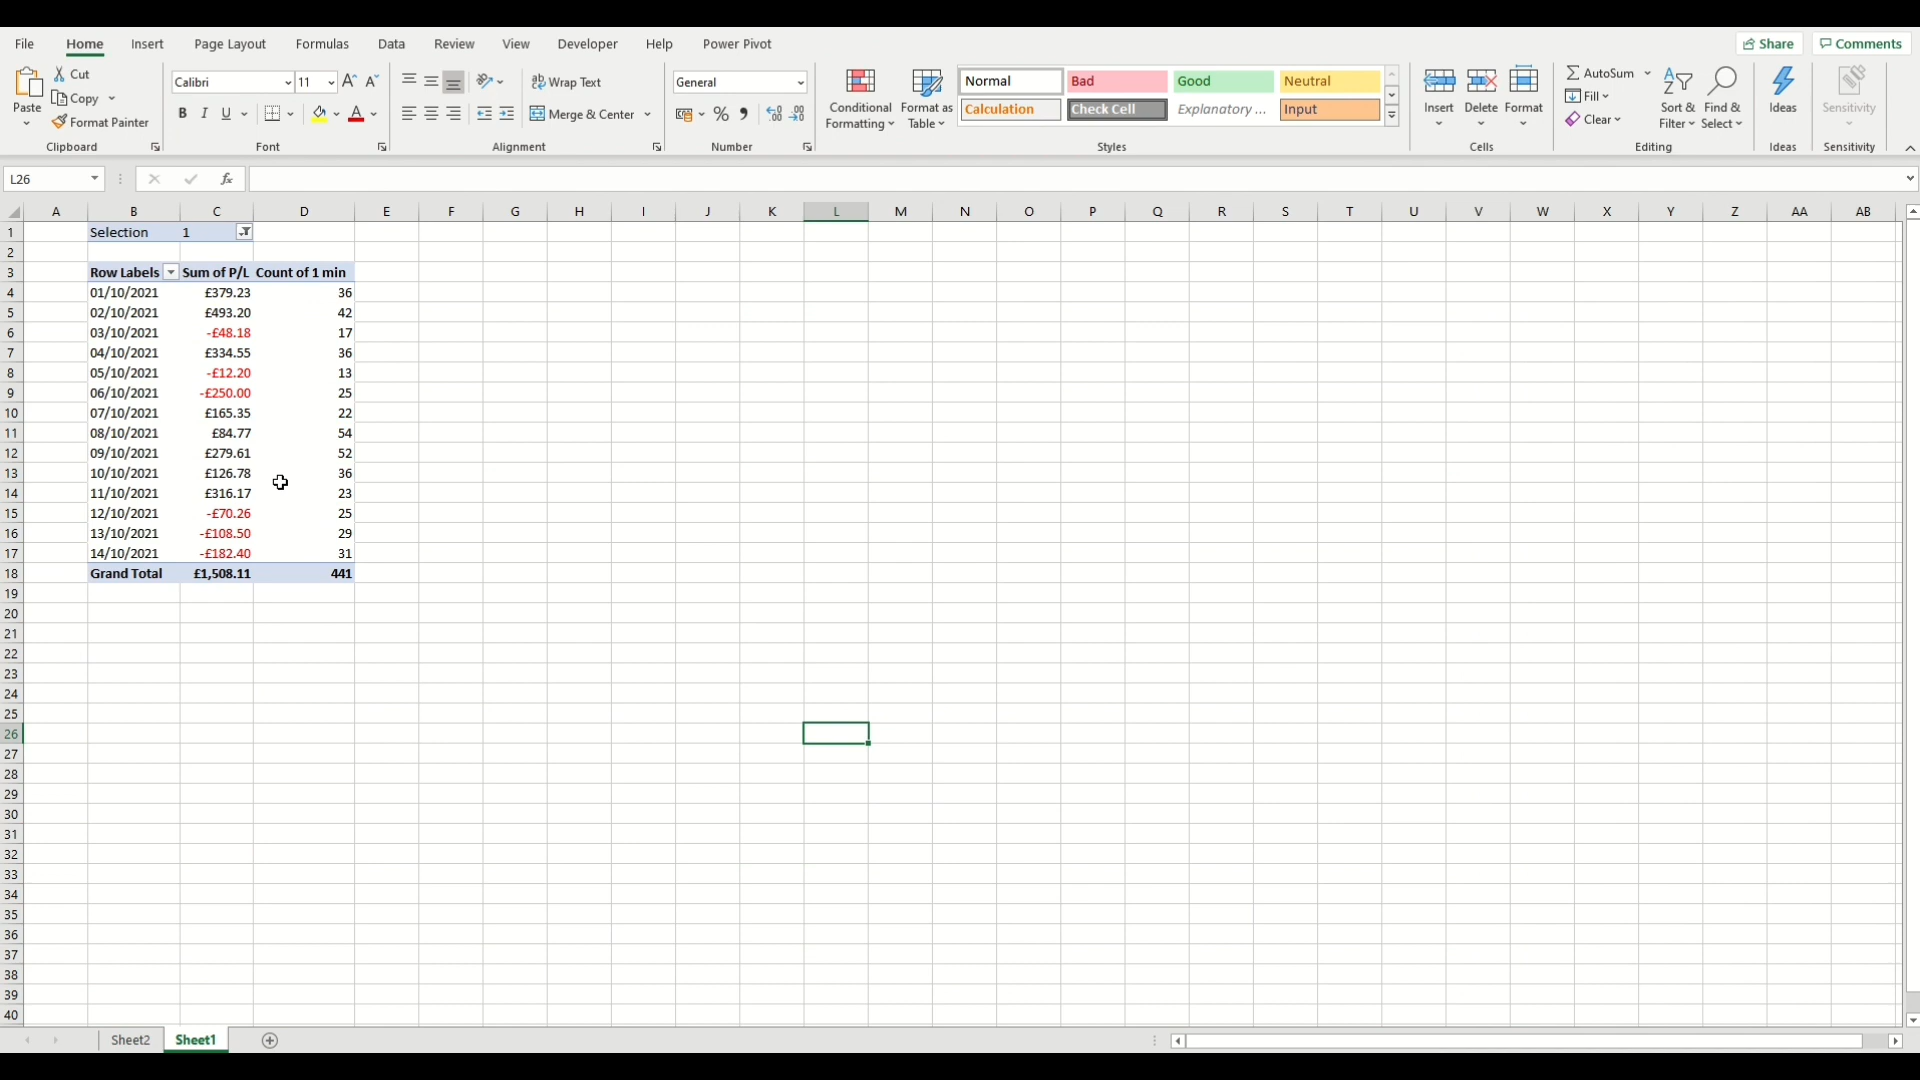 File Home Insert Page Layout Formulas Data Review View Developer Help Power Pivot Share Comments
Paste Cut Copy Format Painter Clipboard
Calibri 11 B I U A Font
Wrap Text Merge & Center Alignment
General % Number
Conditional Formatting Format as Table Normal Bad Good Neutral
Calculation Check Cell Explanatory ... Input Styles
Insert Delete Format Cells
AutoSum Fill Clear Sort & Filter Find & Select Editing
Ideas Ideas
Sensitivity Sensitivity
L26 fx
A B C D E F G H I J K L M N O P Q R S T U V W X Y Z AA AB
1 Selection 1
2
3 Row Labels Sum of P/L Count of 1 min
4 01/10/2021 £379.23 36
5 02/10/2021 £493.20 42
6 03/10/2021 -£48.18 17
7 04/10/2021 £334.55 36
8 05/10/2021 -£12.20 13
9 06/10/2021 -£250.00 25
10 07/10/2021 £165.35 22
11 08/10/2021 £84.77 54
12 09/10/2021 £279.61 52
13 10/10/2021 £126.78 36
14 11/10/2021 £316.17 23
15 12/10/2021 -£70.26 25
16 13/10/2021 -£108.50 29
17 14/10/2021 -£182.40 31
18 Grand Total £1,508.11 441
19
20
21
22
23
24
25
26
27
28
29
30
31
32
33
34
35
36
37
38
39
40
Sheet2 Sheet1